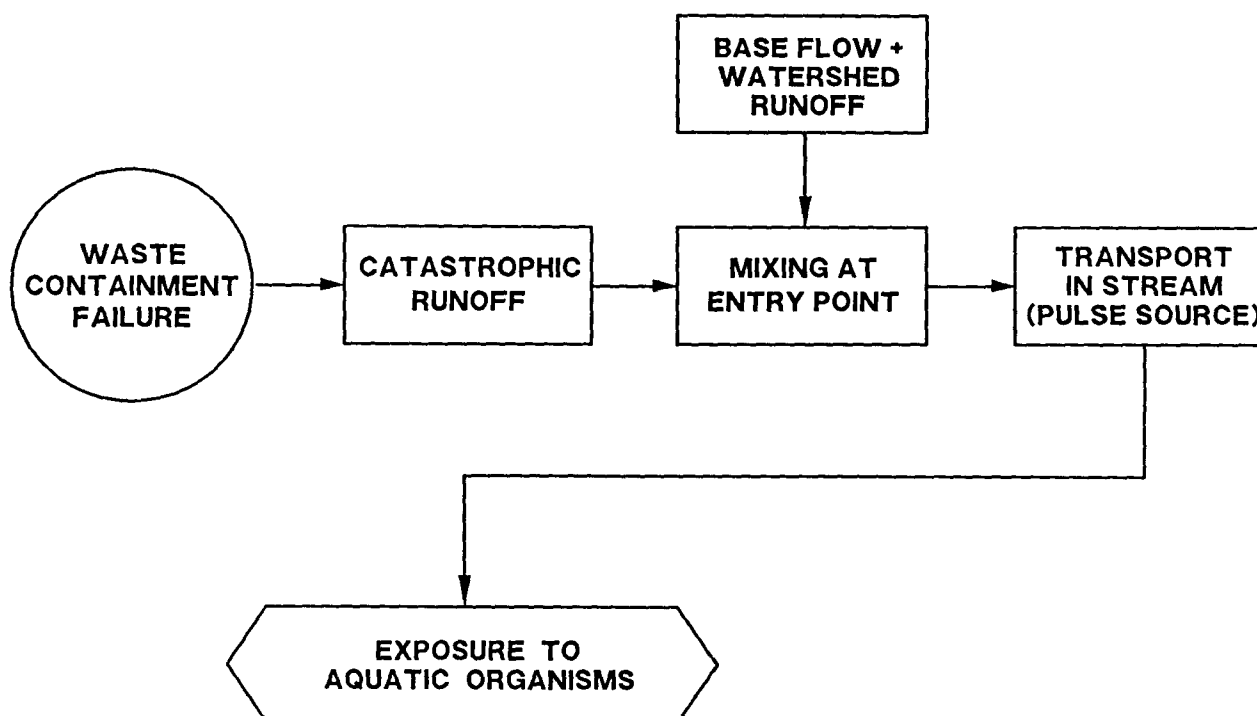 BASE FLOW +
WATERSHED
RUNOFF
WASTE
CONTAINMENT
FAILURE
CATASTROPHIC
RUNOFF
MIXING AT
ENTRY POINT
TRANSPORT
IN STREAM
(PULSE SOURCE)
EXPOSURE TO
AQUATIC ORGANISMS